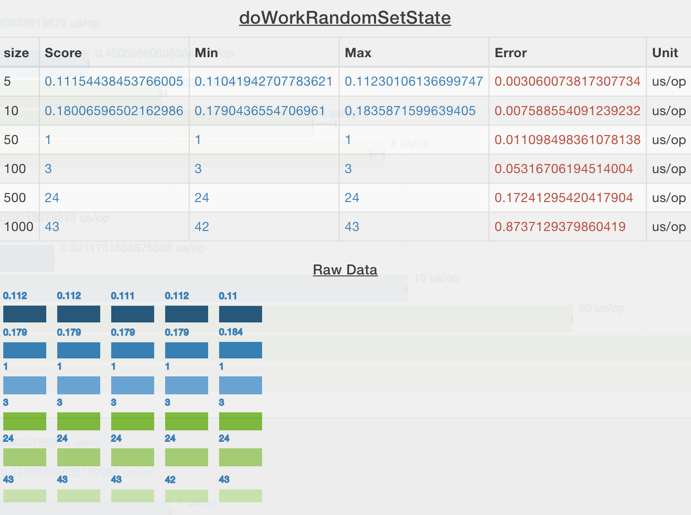 doWorkRandomSetState
size Score Min Max Error Unit
5 0.11154438453766005 0.11041942707783621 0.11230106136699747 0.003060073817307734 us/op
10 0.18006596502162986 0.1790436554706961 0.1835871599639405 0.007588554091239232 us/op
50 1 1 1 0.011098498361078138 us/op
100 3 3 3 0.05316706194514004 us/op
500 24 24 24 0.17241295420417904 us/op
1000 43 42 43 0.8737129379860419 us/op
Raw Data
0.112 0.112 0.111 0.112 0.11
0.179 0.179 0.179 0.179 0.184
1 1 1 1 1
3 3 3 3 3
24 24 24 24 24
43 43 43 42 43